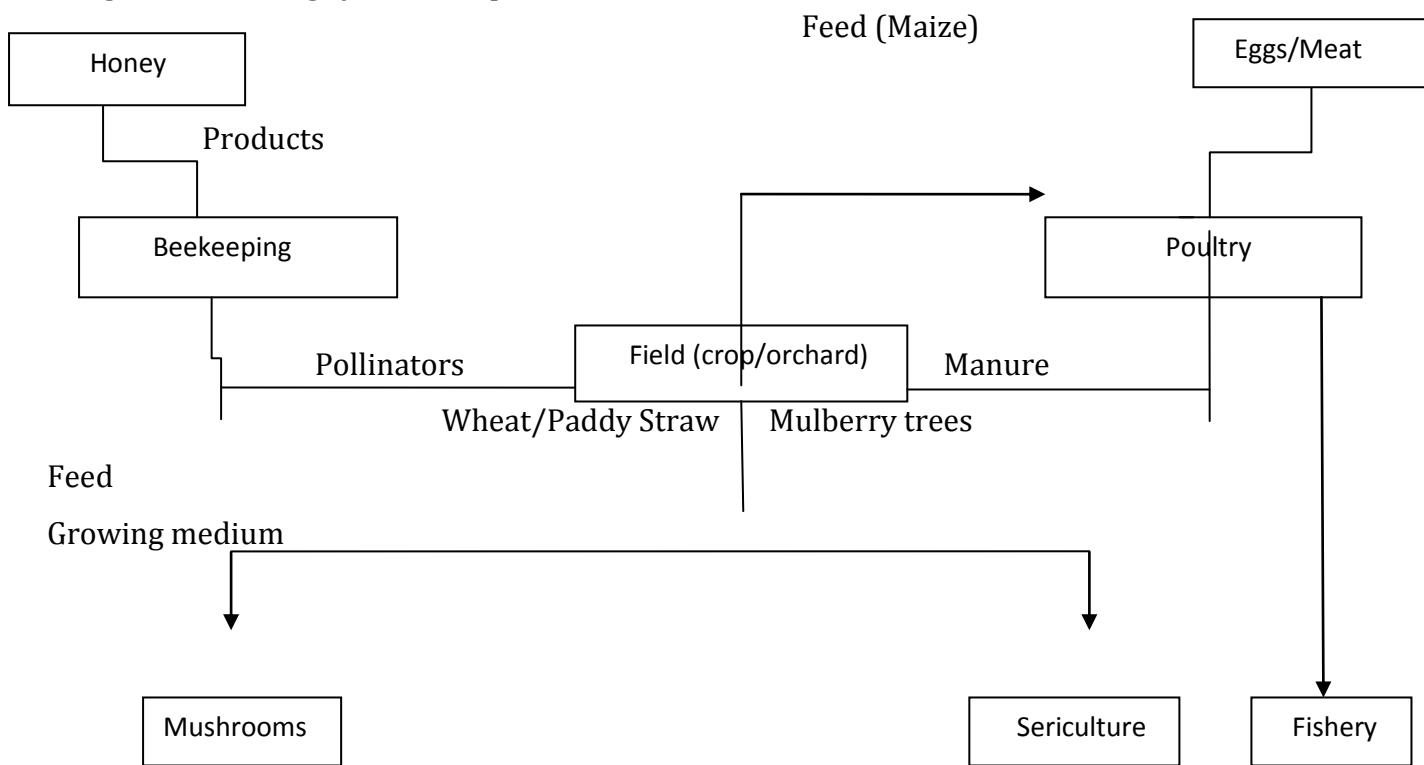 Feed (Maize)
Eggs/Meat
Honey
Products
Beekeeping
Poultry
Field (crop/orchard)
Pollinators
Manure
Wheat/Paddy Straw
Mulberry trees
Feed
Growing medium
Mushrooms
Sericulture
Fishery